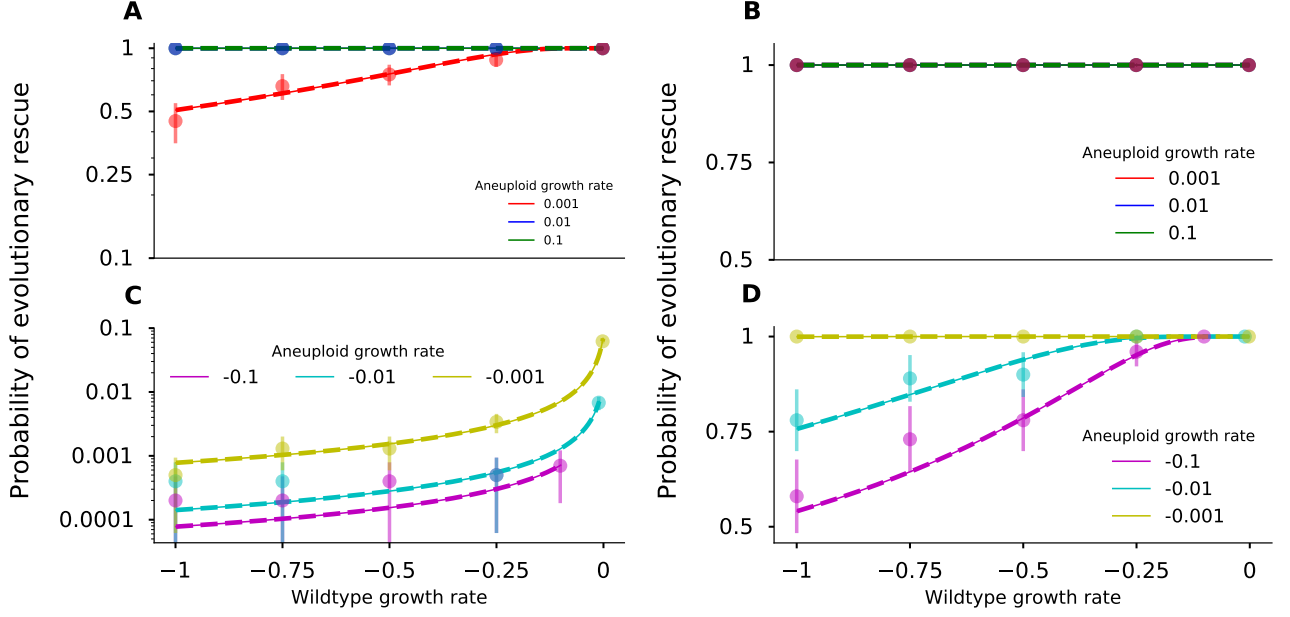 A
Probability of evolutionary rescue
1
0.5
0.25
0.1
Aneuploid growth rate
0.001
0.01
0.1
B
Probability of evolutionary rescue
1
0.75
0.5
Aneuploid growth rate
0.001
0.01
0.1
C
0.1
0.01
0.001
0.0001
Aneuploid growth rate
-0.1 -0.01 -0.001
−1 −0.75 −0.5 −0.25 0
Wildtype growth rate
D
1
0.75
0.5
Aneuploid growth rate
-0.1
-0.01
-0.001
−1 −0.75 −0.5 −0.25 0
Wildtype growth rate